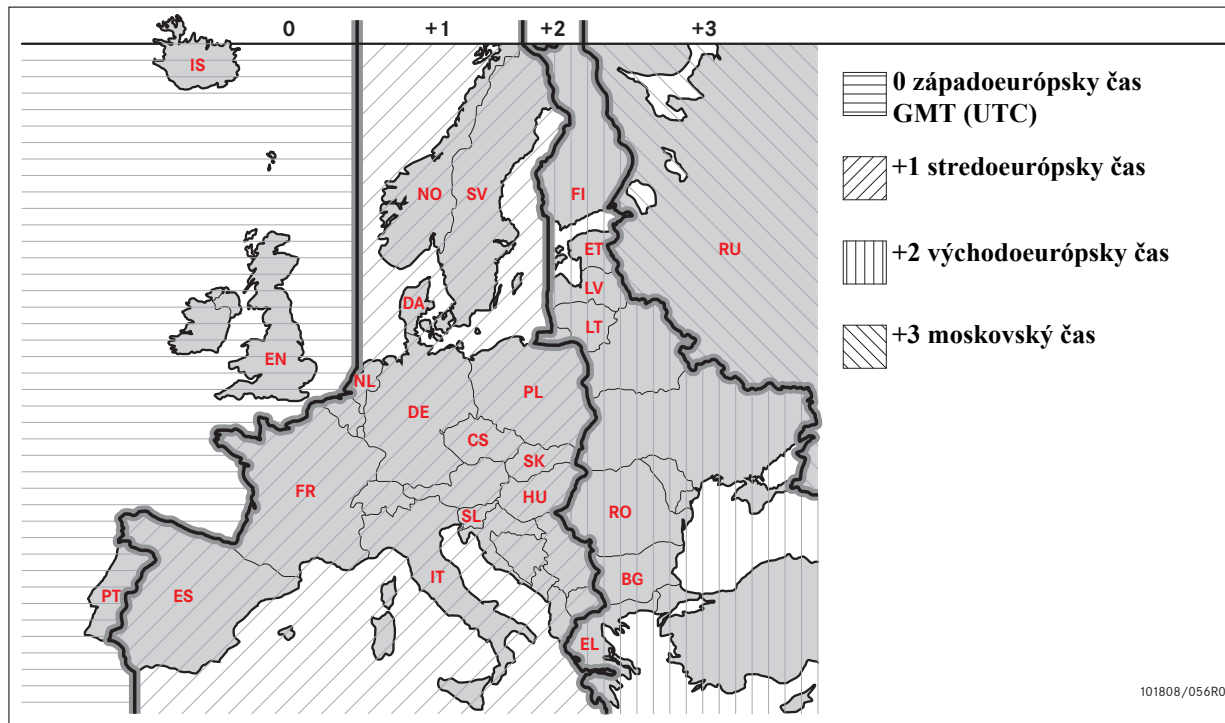 0 +1 +2 +3
IS
NO SV FI
ET
RU
LV
DA
LT
EN
NL
PL
DE
CS
SK
FR
HU
RO
SL
IT
BG
PT ES
EL
0 západoeurópsky čas
GMT (UTC)
+1 stredoeurópsky čas
+2 východoeurópsky čas
+3 moskovský čas
101808/056R0